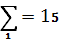 ∑₁ = 15